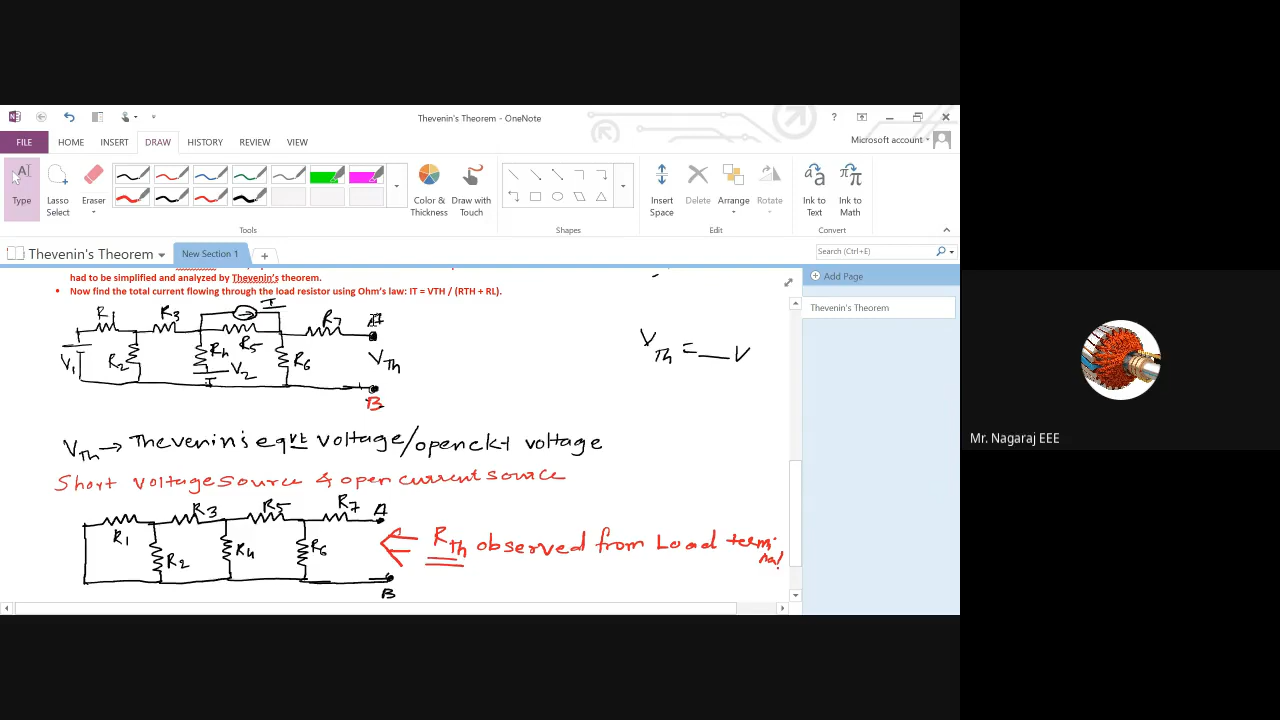 Thevenin's Theorem - OneNote
?
FILE HOME INSERT DRAW HISTORY REVIEW VIEW
Microsoft account
Type
Lasso Select
Eraser
Color & Thickness
Draw with Touch
Insert Space
Delete
Arrange
Rotate
Ink to Text
Ink to Math
Tools
Shapes
Edit
Convert
Thevenin's Theorem
New Section 1
Search (Ctrl+E)
Add Page
Thevenin's Theorem
had to be simplified and analyzed by Thevenin's theorem.
• Now find the total current flowing through the load resistor using Ohm's law: IT = VTH / (RTH + RL).
R1 R3 I R7 A
V1 R2 R4 R5 R6 VTh
V2
B
VTh = __ V
VTh → Thevenin's eqvt voltage/open ckt voltage
Short voltage source & open current source
R1 R3 R5 R7 A
R2 R4 R6
B
RTh observed from Load terminal
Mr. Nagaraj EEE